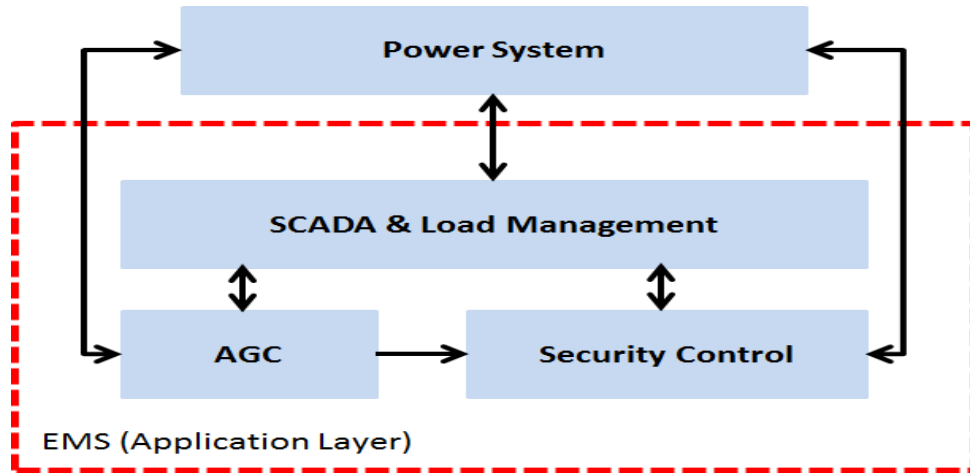 Power System
SCADA & Load Management
AGC
Security Control
EMS (Application Layer)